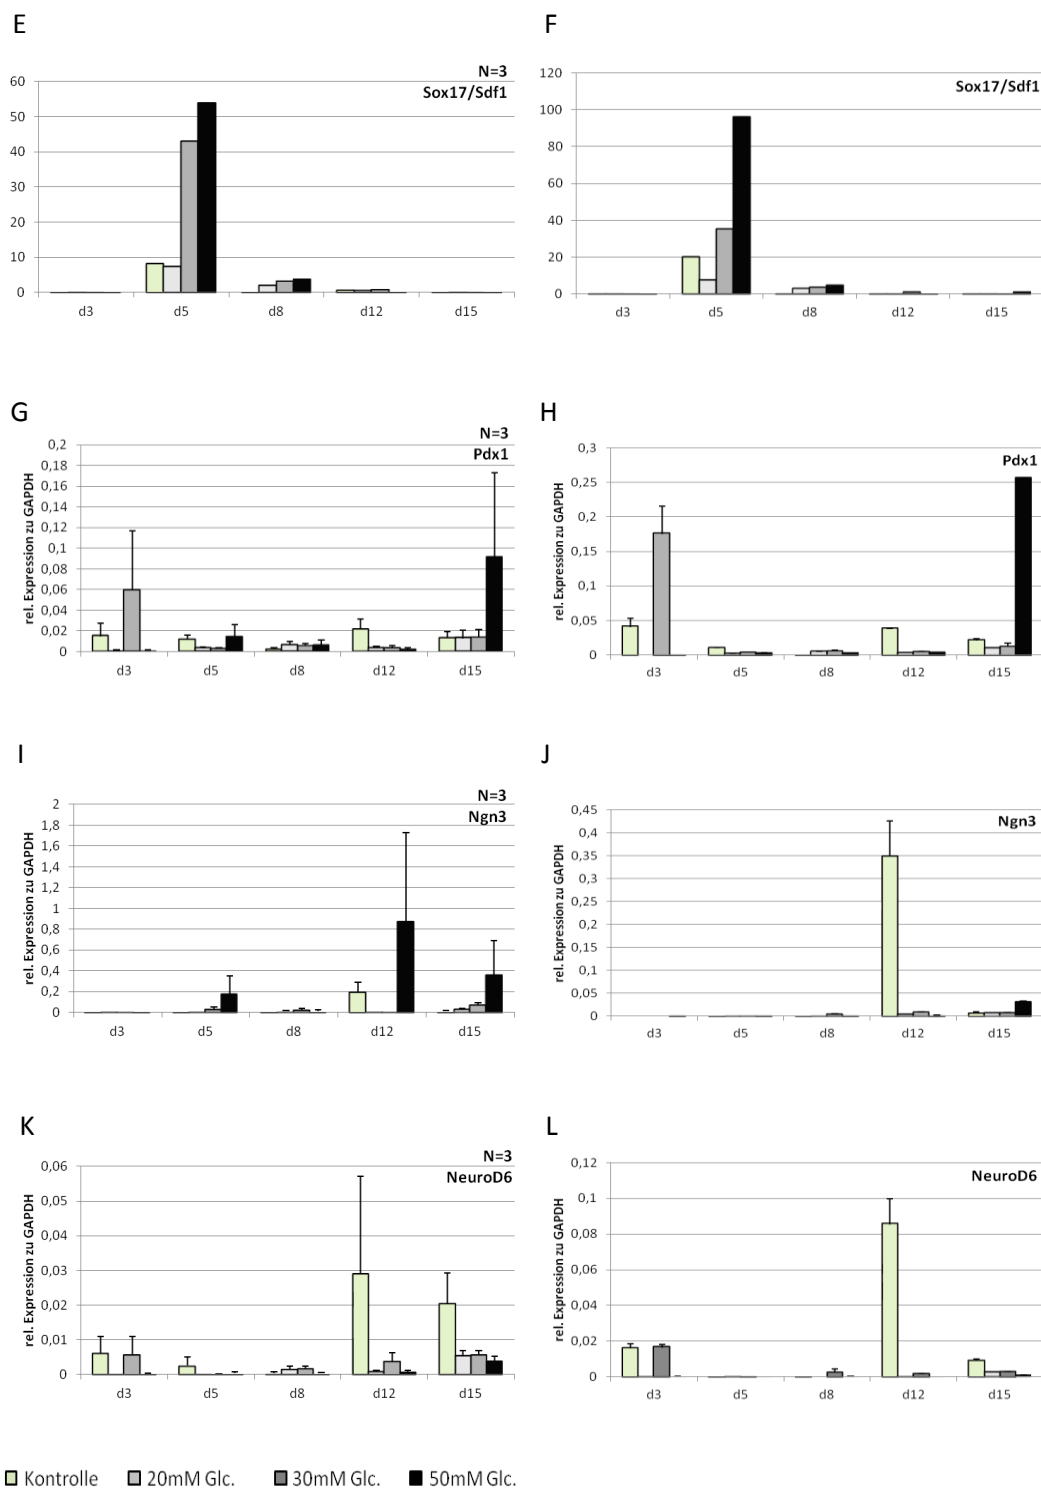 E
N=3
Sox17/Sdf1
60
50
40
30
20
10
0
d3 d5 d8 d12 d15
F
Sox17/Sdf1
120
100
80
60
40
20
0
d3 d5 d8 d12 d15
G
N=3
Pdx1
rel. Expression zu GAPDH
0,2
0,18
0,16
0,14
0,12
0,1
0,08
0,06
0,04
0,02
0
d3 d5 d8 d12 d15
H
Pdx1
rel. Expression zu GAPDH
0,3
0,25
0,2
0,15
0,1
0,05
0
d3 d5 d8 d12 d15
I
N=3
Ngn3
rel. Expression zu GAPDH
2
1,8
1,6
1,4
1,2
1
0,8
0,6
0,4
0,2
0
d3 d5 d8 d12 d15
J
Ngn3
rel. Expression zu GAPDH
0,45
0,4
0,35
0,3
0,25
0,2
0,15
0,1
0,05
0
d3 d5 d8 d12 d15
K
N=3
NeuroD6
rel. Expression zu GAPDH
0,06
0,05
0,04
0,03
0,02
0,01
0
d3 d5 d8 d12 d15
L
NeuroD6
rel. Expression zu GAPDH
0,12
0,1
0,08
0,06
0,04
0,02
0
d3 d5 d8 d12 d15
Kontrolle 20mM Glc. 30mM Glc. 50mM Glc.